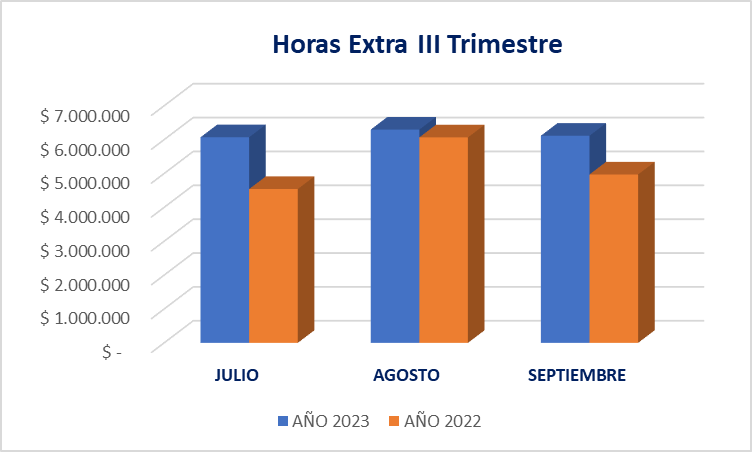 Horas Extra III Trimestre
$ 7.000.000
$ 6.000.000
$ 5.000.000
$ 4.000.000
$ 3.000.000
$ 2.000.000
$ 1.000.000
$ -
JULIO AGOSTO SEPTIEMBRE
AÑO 2023 AÑO 2022